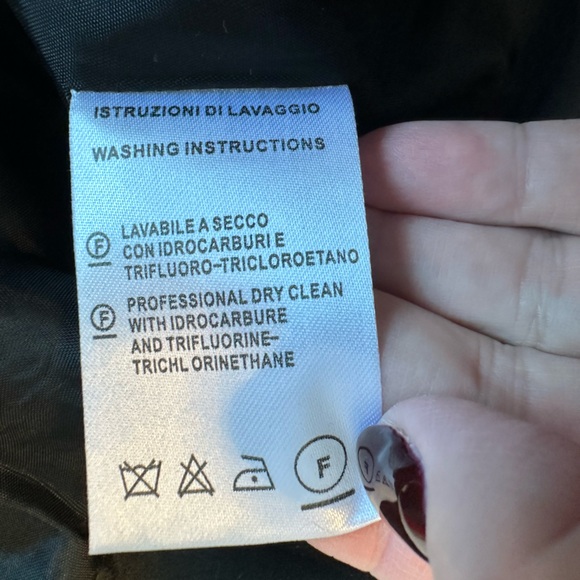 ISTRUZIONI DI LAVAGGIO
WASHING INSTRUCTIONS
F LAVABILE A SECCO
CON IDROCARBURI E
TRIFLUORO-TRICLOROETANO
F PROFESSIONAL DRY CLEAN
WITH IDROCARBURE
AND TRIFLUORINE-
TRICHL ORINETHANE
F